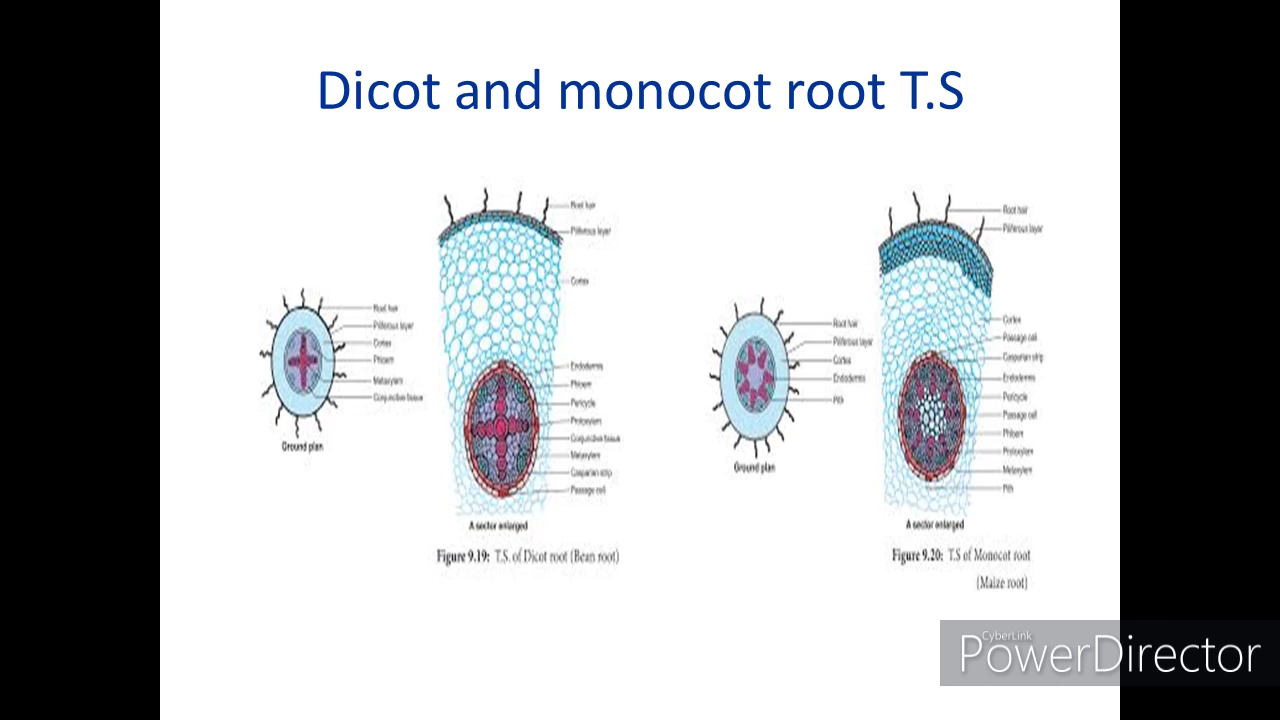 Dicot and monocot root T.S
Root hair
Piliferous layer
Cortex
Phloem
Metaxylem
Conjunctive tissue
Ground plan
Root hair
Piliferous layer
Cortex
Endodermis
Phloem
Pericycle
Protoxylem
Conjunctive tissue
Metaxylem
Casparian strip
Passage cell
A sector enlarged
Figure 9.19: T.S. of Dicot root (Bean root)
Root hair
Piliferous layer
Cortex
Endodermis
Pith
Ground plan
Root hair
Piliferous layer
Cortex
Passage cell
Casparian strip
Endodermis
Pericycle
Passage cell
Phloem
Protoxylem
Metaxylem
Pith
A sector enlarged
Figure 9.20: T.S of Monocot root
(Maize root)
CyberLink
PowerDirector